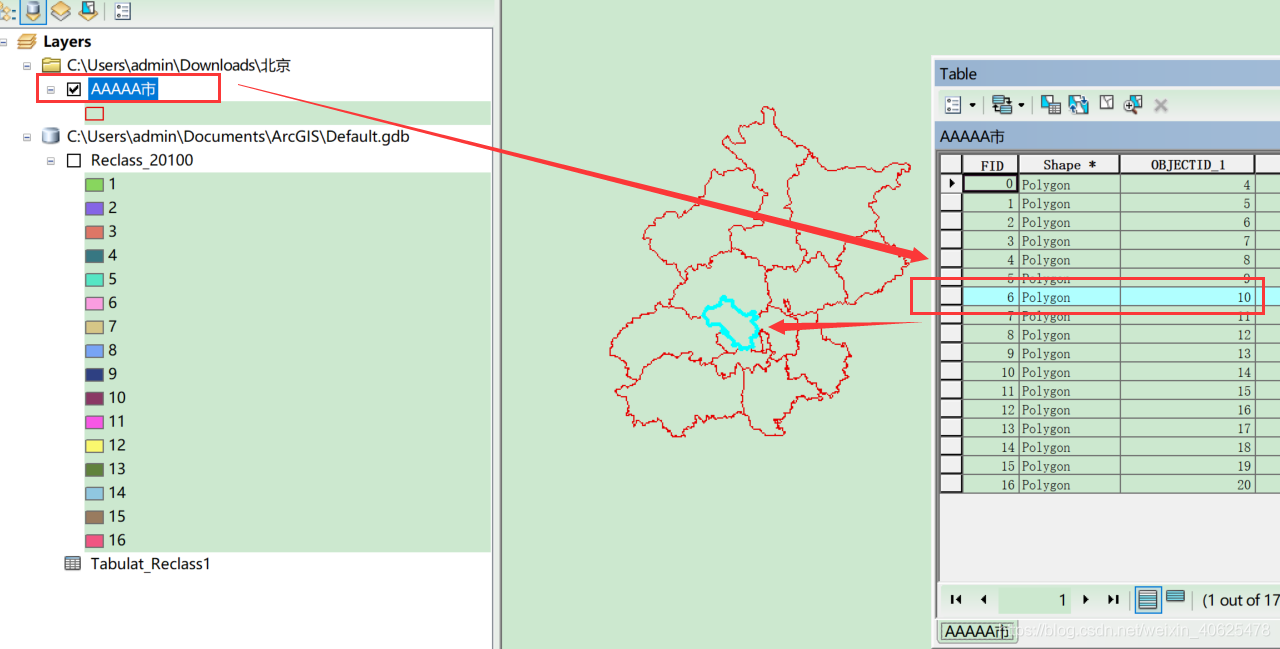 Layers
C:\Users\admin\Downloads\北京
AAAAA市
C:\Users\admin\Documents\ArcGIS\Default.gdb
Reclass_20100
1
2
3
4
5
6
7
8
9
10
11
12
13
14
15
16
Tabulat_Reclass1
Table
AAAAA市
FID Shape * OBJECTID_1
0 Polygon 4
1 Polygon 5
2 Polygon 6
3 Polygon 7
4 Polygon 8
5 Polygon 9
6 Polygon 10
7 Polygon 11
8 Polygon 12
9 Polygon 13
10 Polygon 14
11 Polygon 15
12 Polygon 16
13 Polygon 17
14 Polygon 18
15 Polygon 19
16 Polygon 20
1 (1 out of 17
AAAAA市
https://blog.csdn.net/weixin_40625478